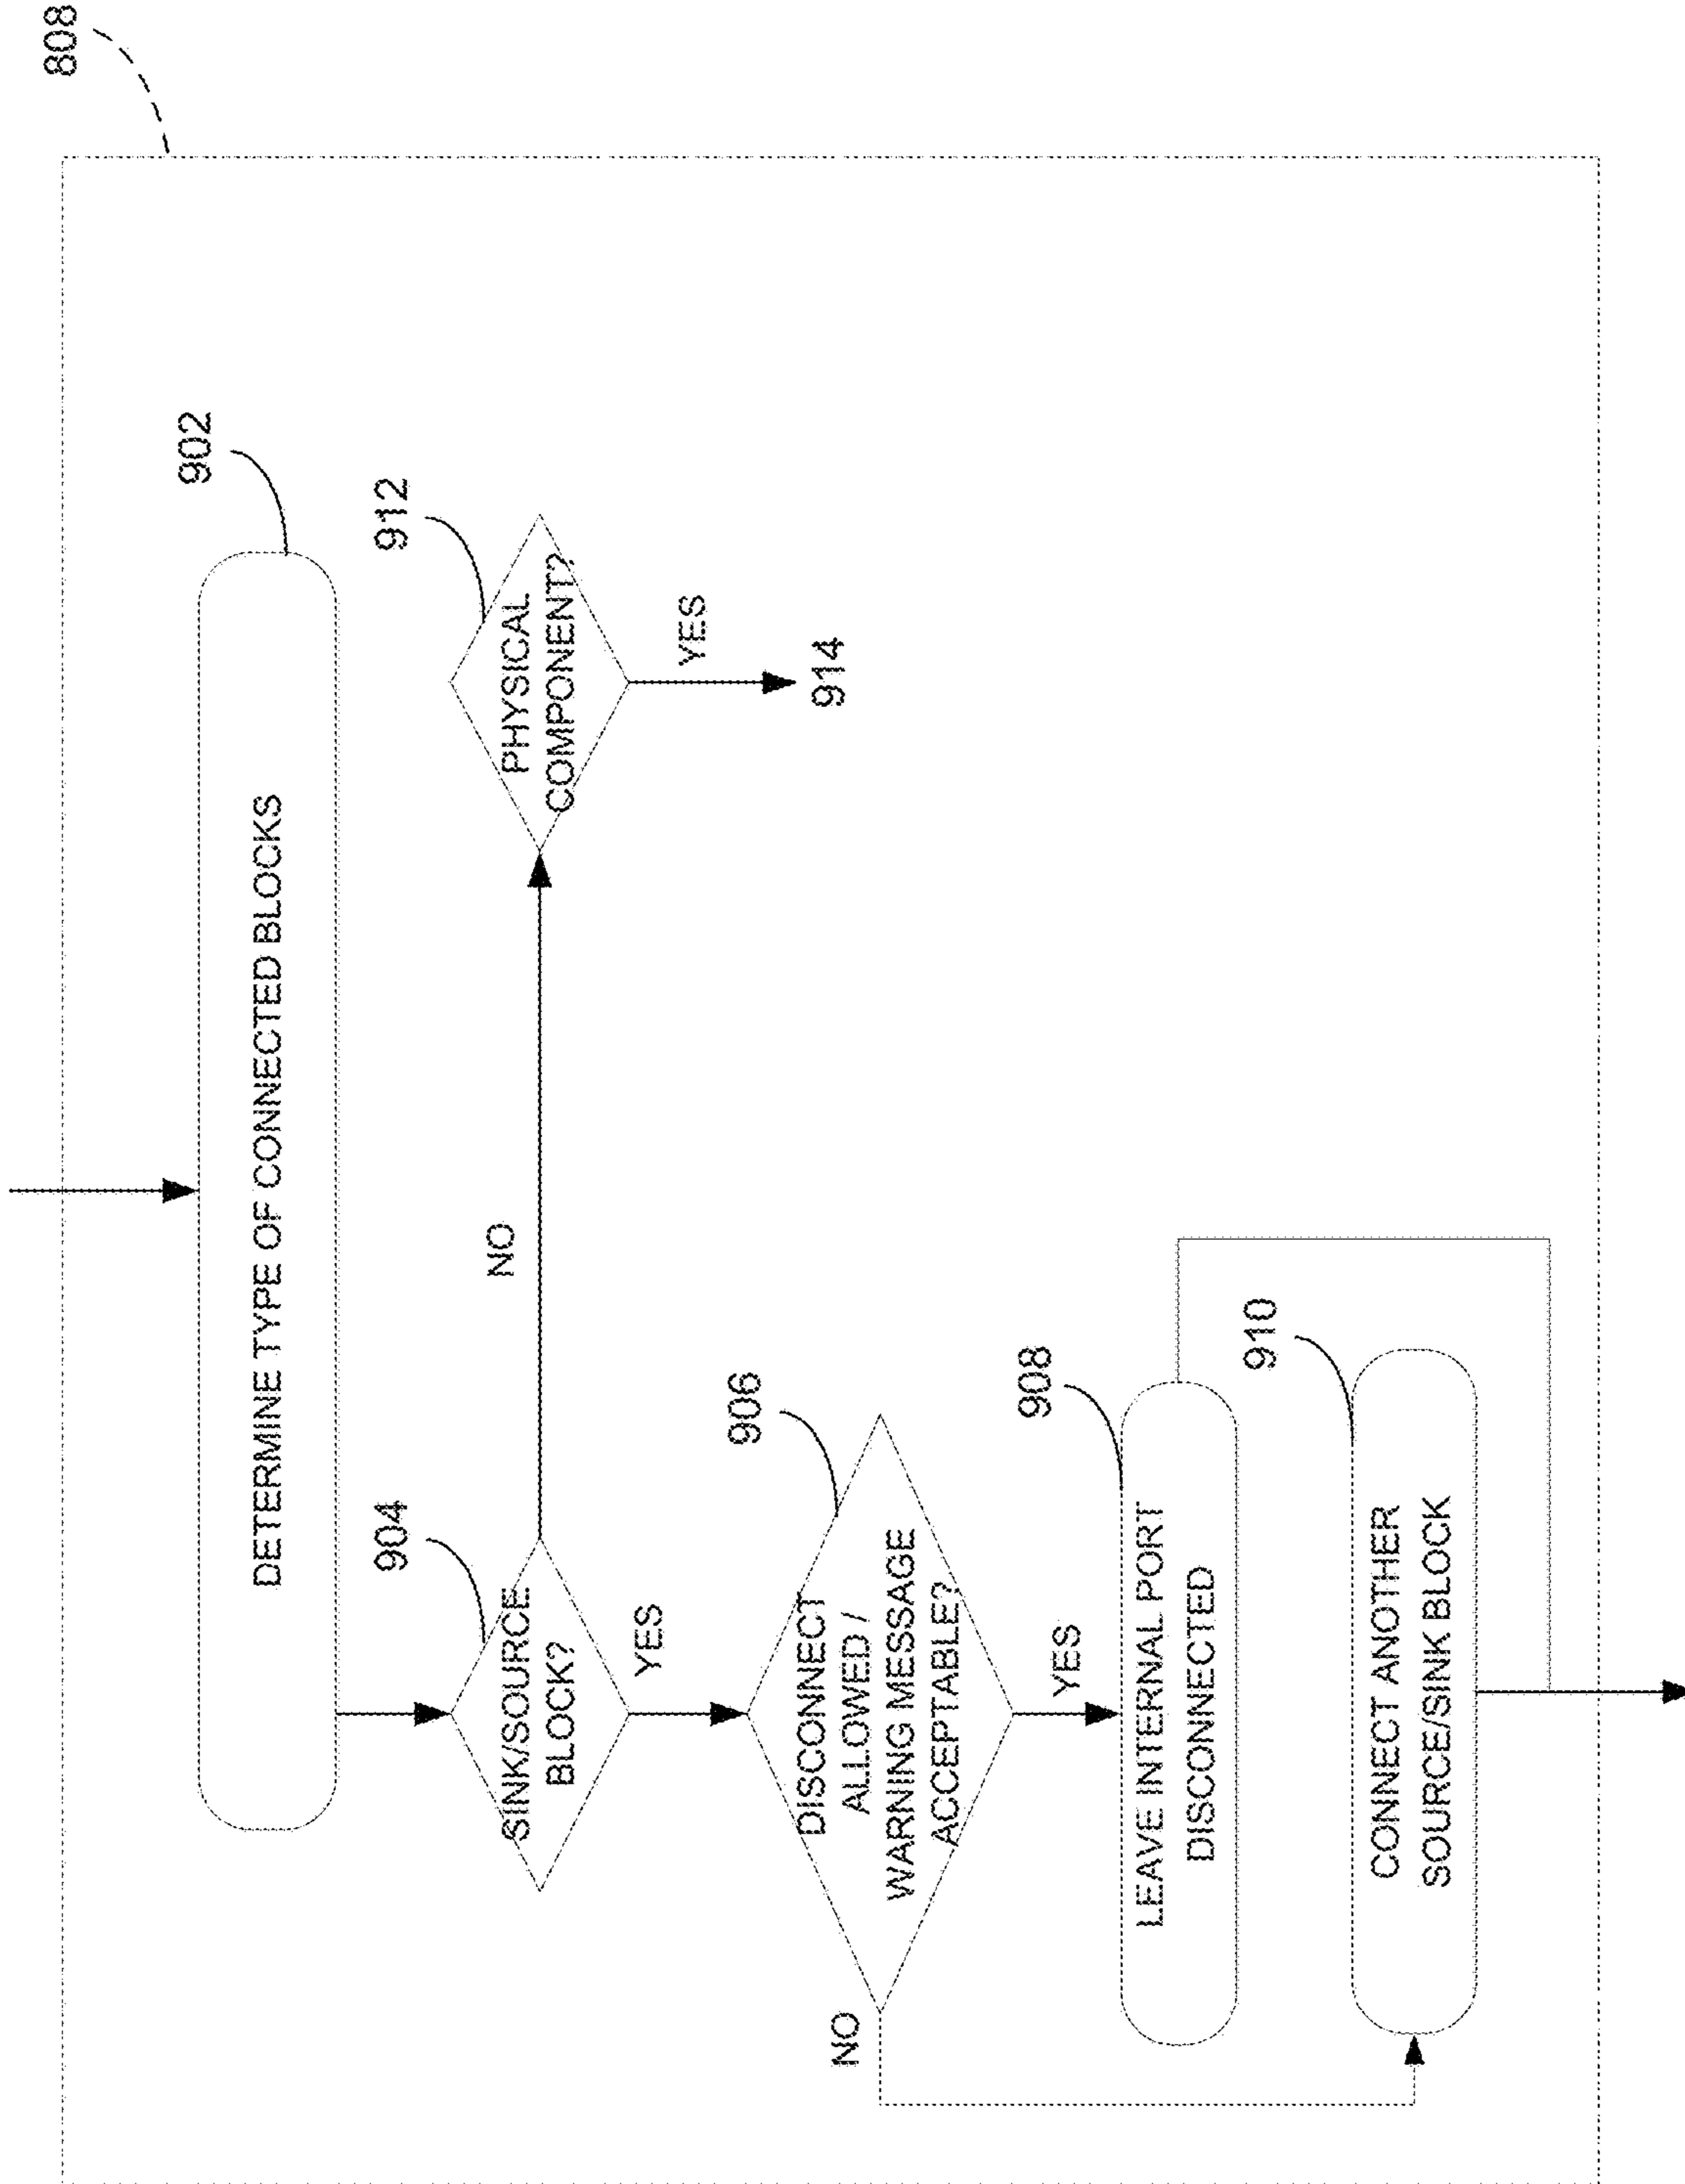 808
902
DETERMINE TYPE OF CONNECTED BLOCKS
904
SINK/SOURCE
BLOCK?
NO
912
PHYSICAL
COMPONENT?
YES
YES
914
906
DISCONNECT
ALLOWED /
WARNING MESSAGE
ACCEPTABLE?
NO
YES
908
LEAVE INTERNAL PORT
DISCONNECTED
910
CONNECT ANOTHER
SOURCE/SINK BLOCK